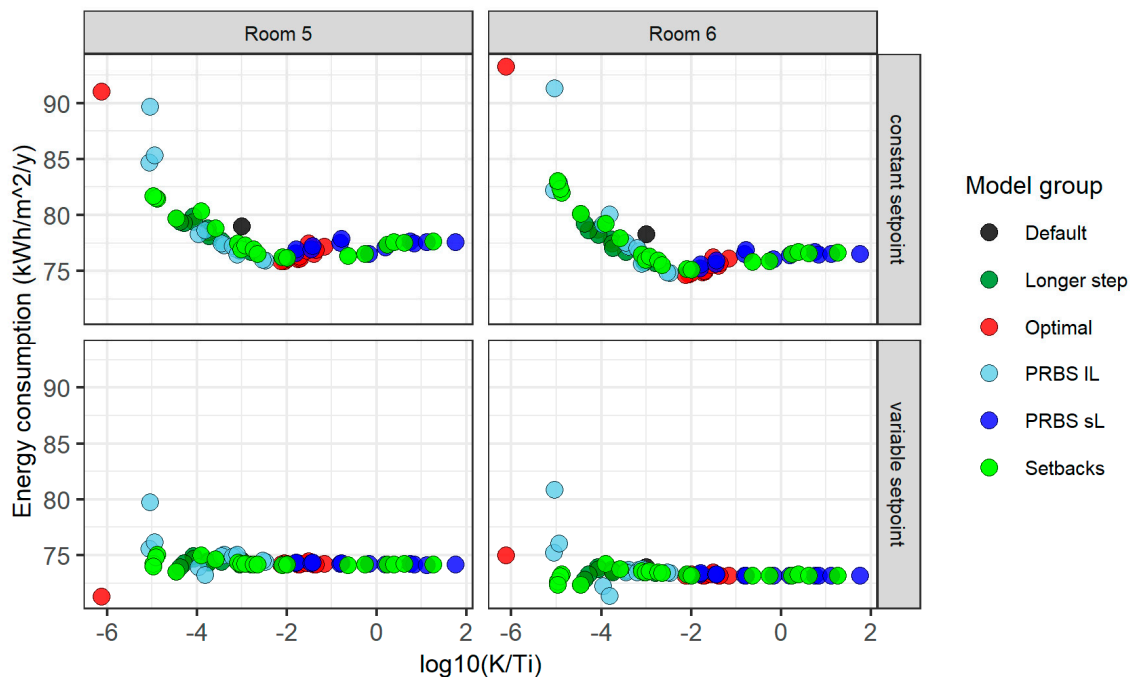 Room 5
Room 6
constant setpoint
variable setpoint
Energy consumption (kWh/m^2/y)
90
85
80
75
90
85
80
75
-6
-4
-2
0
2
-6
-4
-2
0
2
log10(K/Ti)
Model group
Default
Longer step
Optimal
PRBS lL
PRBS sL
Setbacks